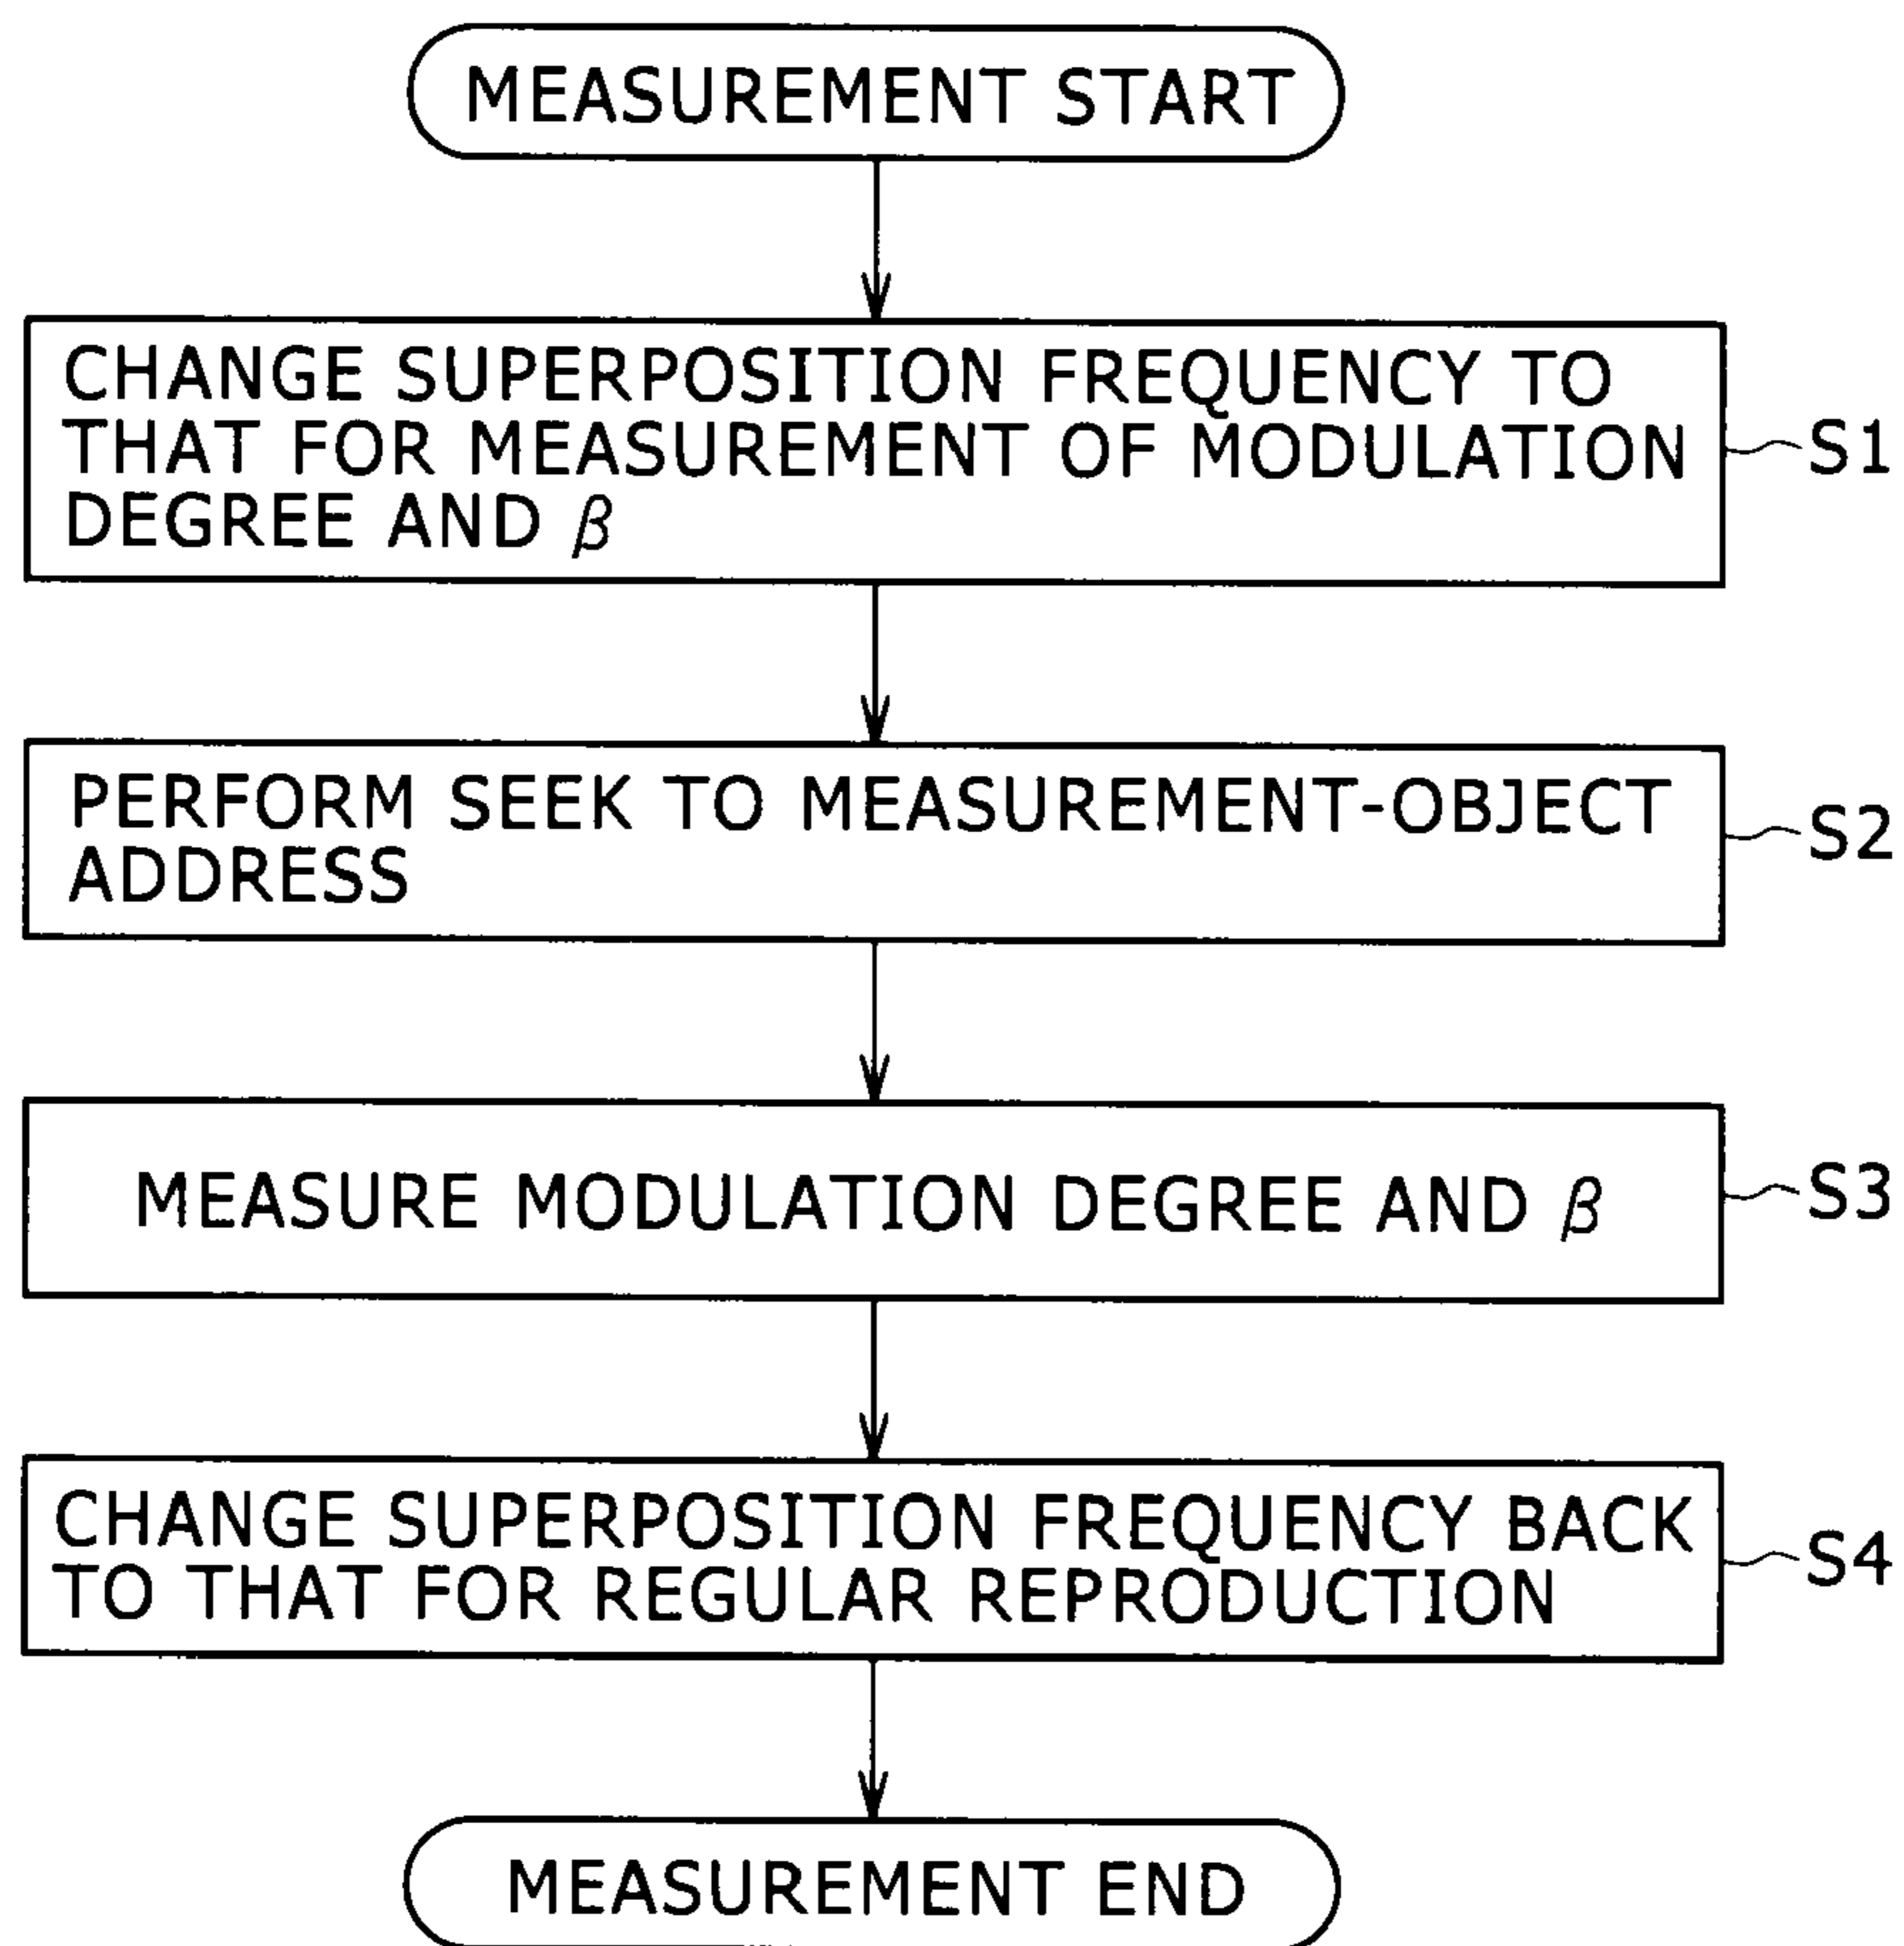 MEASUREMENT START
CHANGE SUPERPOSITION FREQUENCY TO
THAT FOR MEASUREMENT OF MODULATION
DEGREE AND β
S1
PERFORM SEEK TO MEASUREMENT-OBJECT
ADDRESS
S2
MEASURE MODULATION DEGREE AND β
S3
CHANGE SUPERPOSITION FREQUENCY BACK
TO THAT FOR REGULAR REPRODUCTION
S4
MEASUREMENT END